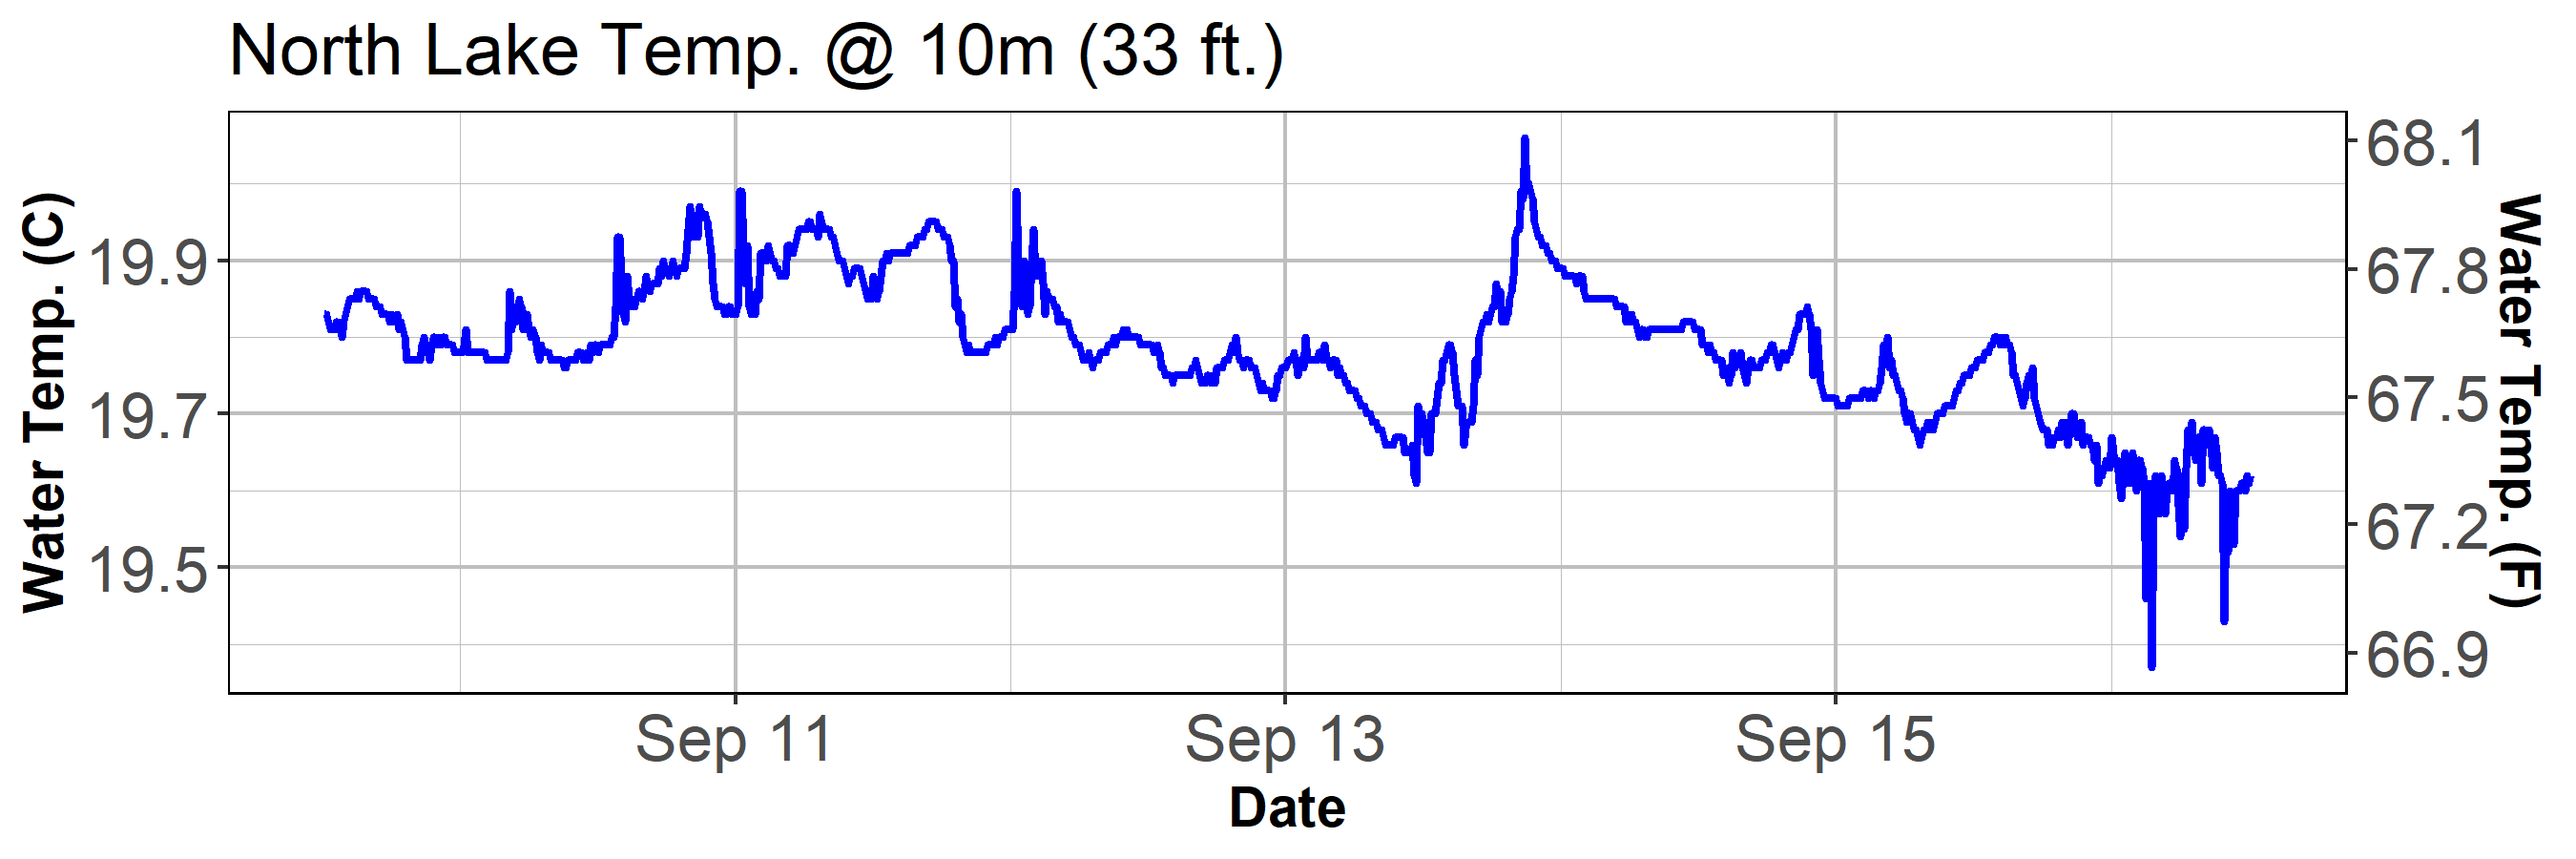 North Lake Temp. @ 10m (33 ft.)
Water Temp. (C)
19.9
19.7
19.5
68.1
67.8
67.5
67.2
66.9
Water Temp. (F)
Sep 11
Sep 13
Sep 15
Date